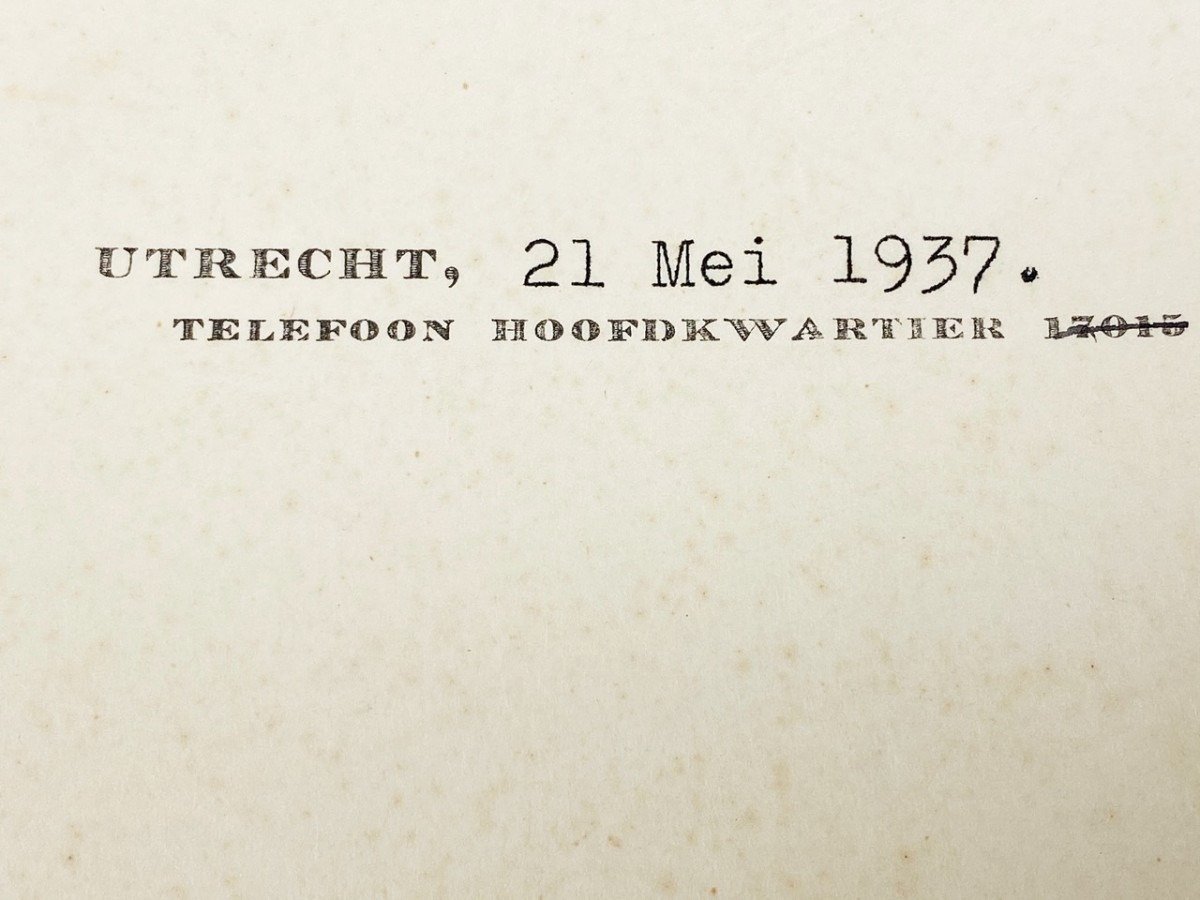 UTRECHT, 21 Mei 1937.
TELEFOON HOOFDKWARTIER 17015